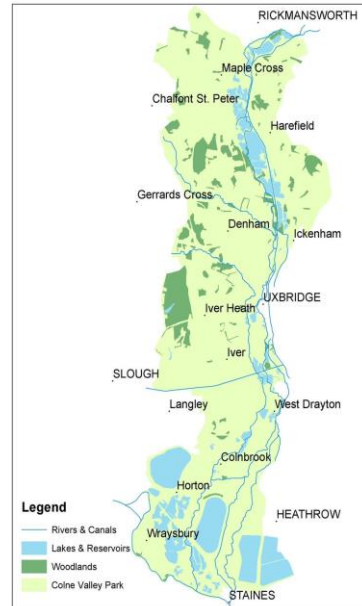 RICKMANSWORTH
Maple Cross
Chalfont St. Peter
Harefield
Gerrards Cross
Denham
Ickenham
UXBRIDGE
Iver Heath
Iver
SLOUGH
Langley
West Drayton
Colnbrook
Horton
HEATHROW
Wraysbury
STAINES
Legend
Rivers & Canals
Lakes & Reservoirs
Woodlands
Colne Valley Park